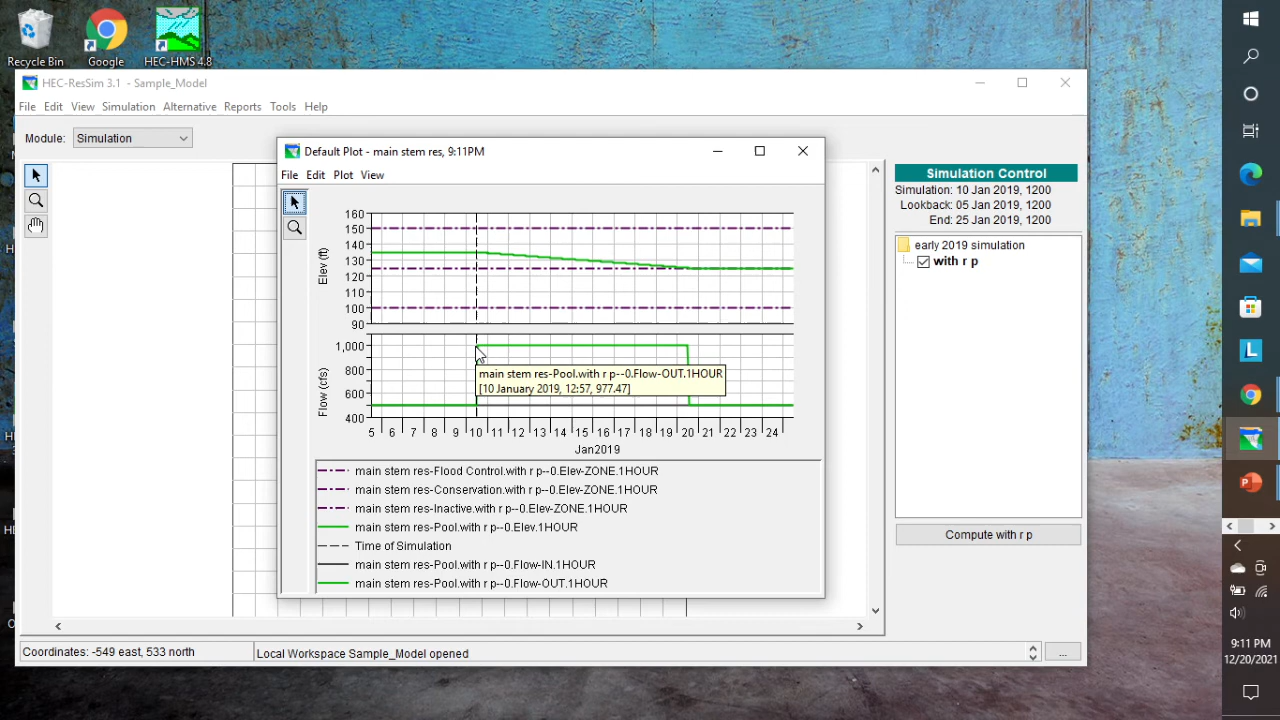 Recycle Bin
Google
HEC-HMS 4.8
HEC-ResSim 3.1 - Sample_Model
File Edit View Simulation Alternative Reports Tools Help
Module: Simulation
Default Plot - main stem res, 9:11PM
File Edit Plot View
160
150
140
130
120
110
100
90
Elev (ft)
1,000
800
600
400
Flow (cfs)
main stem res-Pool.with r p--0.Flow-OUT.1HOUR
[10 January 2019, 12:57, 977.47]
5 6 7 8 9 10 11 12 13 14 15 16 17 18 19 20 21 22 23 24
Jan2019
main stem res-Flood Control.with r p--0.Elev-ZONE.1HOUR
main stem res-Conservation.with r p--0.Elev-ZONE.1HOUR
main stem res-Inactive.with r p--0.Elev-ZONE.1HOUR
main stem res-Pool.with r p--0.Elev.1HOUR
Time of Simulation
main stem res-Pool.with r p--0.Flow-IN.1HOUR
main stem res-Pool.with r p--0.Flow-OUT.1HOUR
Simulation Control
Simulation: 10 Jan 2019, 1200
Lookback: 05 Jan 2019, 1200
End: 25 Jan 2019, 1200
early 2019 simulation
with r p
Compute with r p
Coordinates: -549 east, 533 north
Local Workspace Sample_Model opened
...
L
9:11 PM
12/20/2021